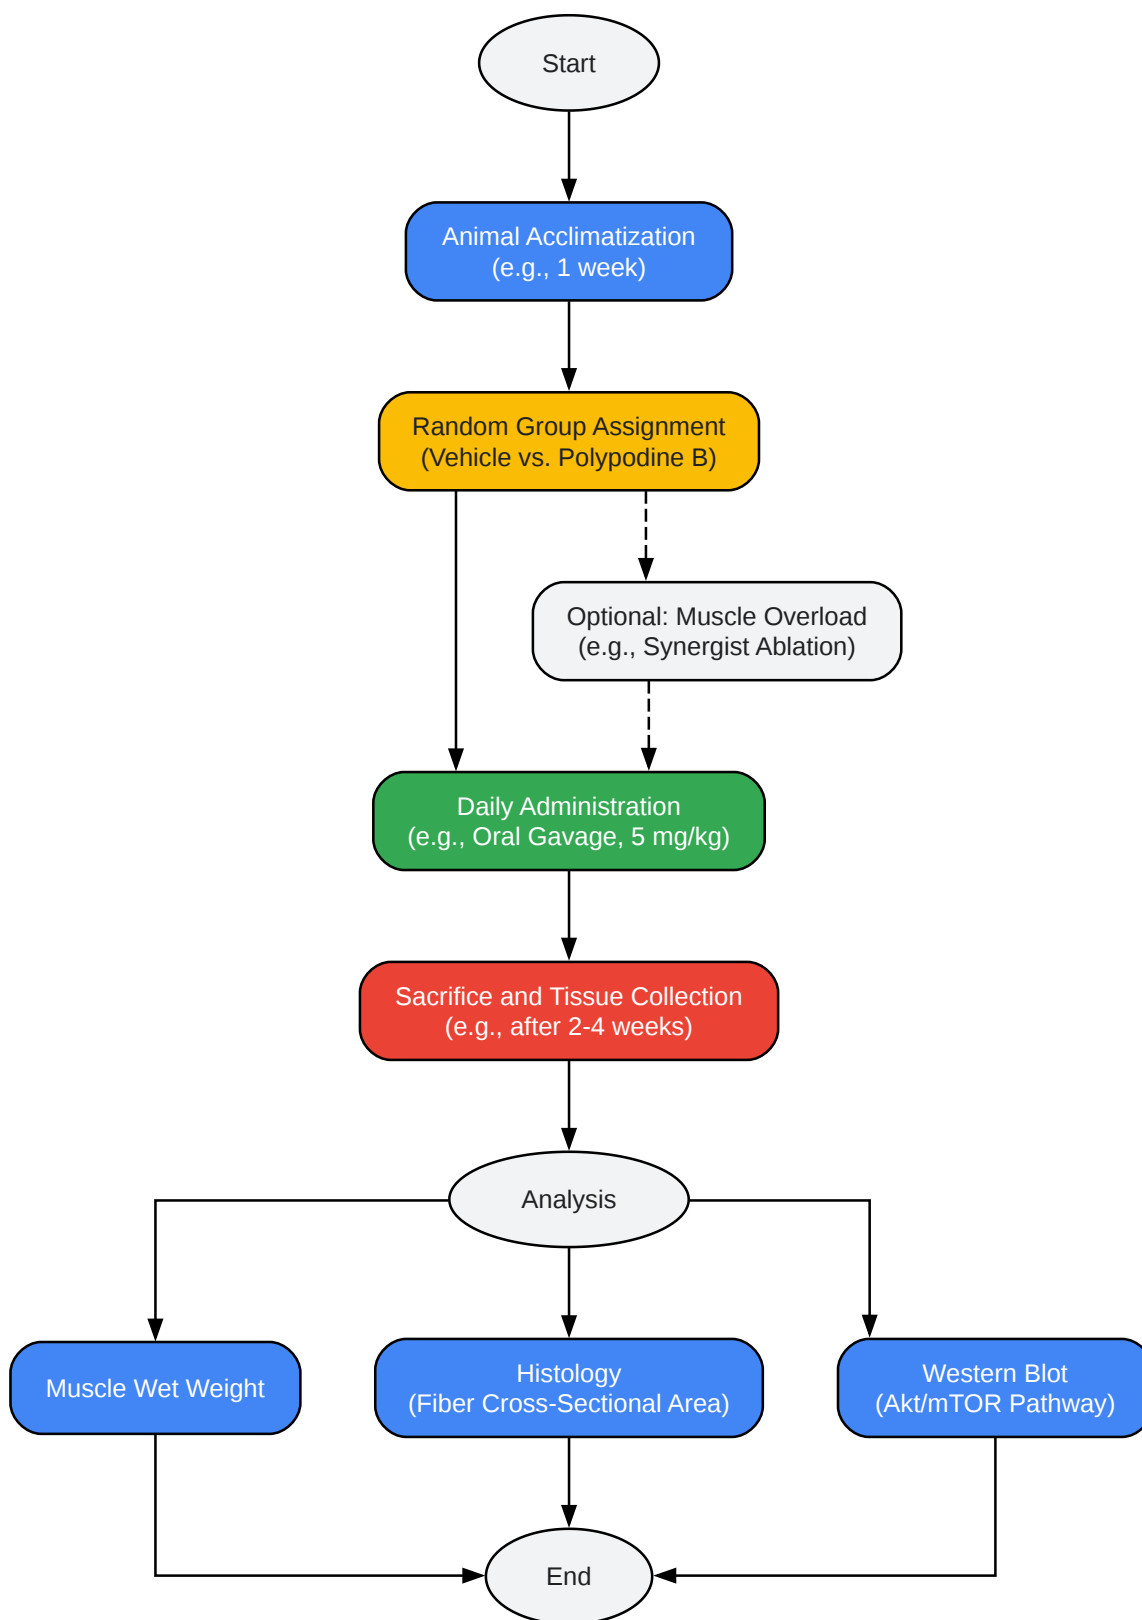 Start
Animal Acclimatization
(e.g., 1 week)
Random Group Assignment
(Vehicle vs. Polypodine B)
Optional: Muscle Overload
(e.g., Synergist Ablation)
Daily Administration
(e.g., Oral Gavage, 5 mg/kg)
Sacrifice and Tissue Collection
(e.g., after 2-4 weeks)
Analysis
Muscle Wet Weight
Histology
(Fiber Cross-Sectional Area)
Western Blot
(Akt/mTOR Pathway)
End